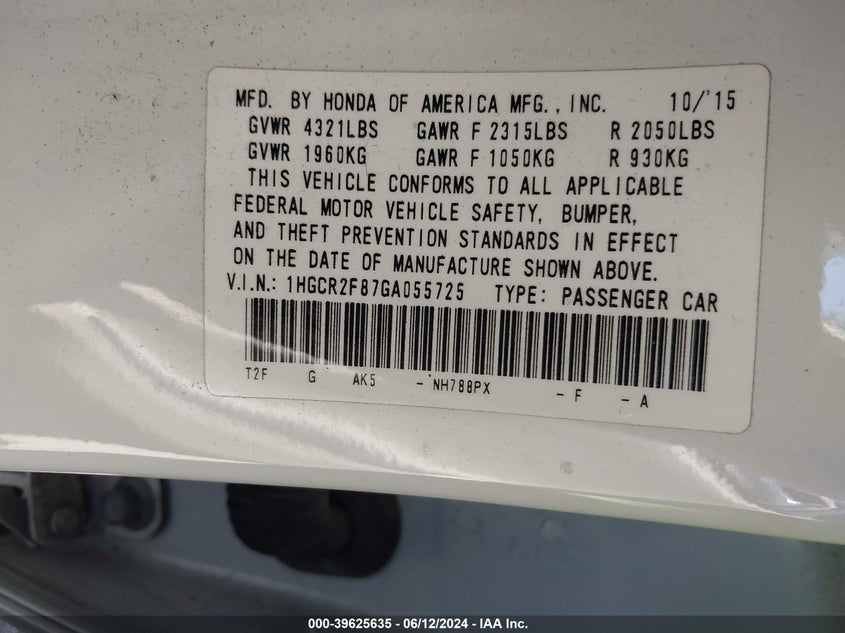 MFD. BY HONDA OF AMERICA MFG., INC. 10/'15
GVWR 4321LBS GAWR F 2315LBS R 2050LBS
GVWR 1960KG GAWR F 1050KG R 930KG
THIS VEHICLE CONFORMS TO ALL APPLICABLE
FEDERAL MOTOR VEHICLE SAFETY, BUMPER,
AND THEFT PREVENTION STANDARDS IN EFFECT
ON THE DATE OF MANUFACTURE SHOWN ABOVE.
V.I.N.: 1HGCR2F87GA055725 TYPE: PASSENGER CAR
T2F G AK5 - NH788PX - F - A
000-39625635 - 06/12/2024 - IAA Inc.